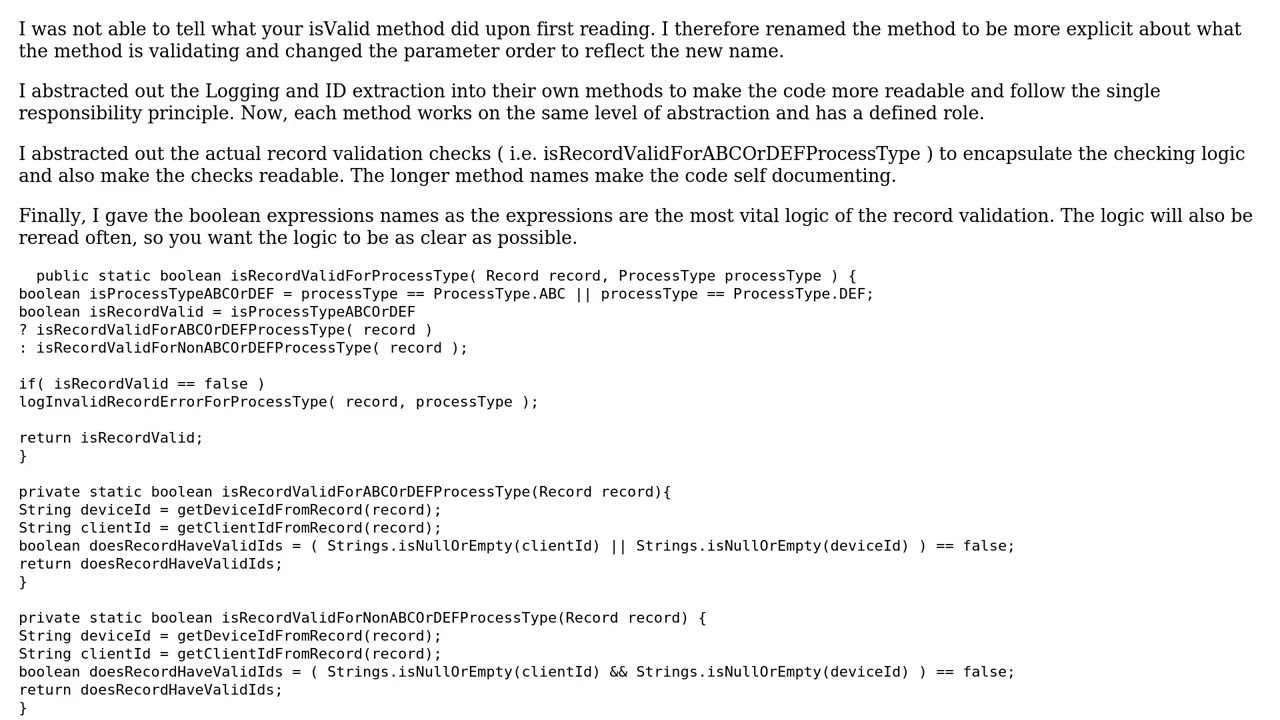 I was not able to tell what your isValid method did upon first reading. I therefore renamed the method to be more explicit about what
the method is validating and changed the parameter order to reflect the new name.
I abstracted out the Logging and ID extraction into their own methods to make the code more readable and follow the single
responsibility principle. Now, each method works on the same level of abstraction and has a defined role.
I abstracted out the actual record validation checks ( i.e. isRecordValidForABCOrDEFProcessType ) to encapsulate the checking logic
and also make the checks readable. The longer method names make the code self documenting.
Finally, I gave the boolean expressions names as the expressions are the most vital logic of the record validation. The logic will also be
reread often, so you want the logic to be as clear as possible.
public static boolean isRecordValidForProcessType( Record record, ProcessType processType ) {
boolean isProcessTypeABCOrDEF = processType == ProcessType.ABC || processType == ProcessType.DEF;
boolean isRecordValid = isProcessTypeABCOrDEF
? isRecordValidForABCOrDEFProcessType( record )
: isRecordValidForNonABCOrDEFProcessType( record );
if( isRecordValid == false )
logInvalidRecordErrorForProcessType( record, processType );
return isRecordValid;
}
private static boolean isRecordValidForABCOrDEFProcessType(Record record){
String deviceId = getDeviceIdFromRecord(record);
String clientId = getClientIdFromRecord(record);
boolean doesRecordHaveValidIds = ( Strings.isNullOrEmpty(clientId) || Strings.isNullOrEmpty(deviceId) ) == false;
return doesRecordHaveValidIds;
}
private static boolean isRecordValidForNonABCOrDEFProcessType(Record record) {
String deviceId = getDeviceIdFromRecord(record);
String clientId = getClientIdFromRecord(record);
boolean doesRecordHaveValidIds = ( Strings.isNullOrEmpty(clientId) && Strings.isNullOrEmpty(deviceId) ) == false;
return doesRecordHaveValidIds;
}